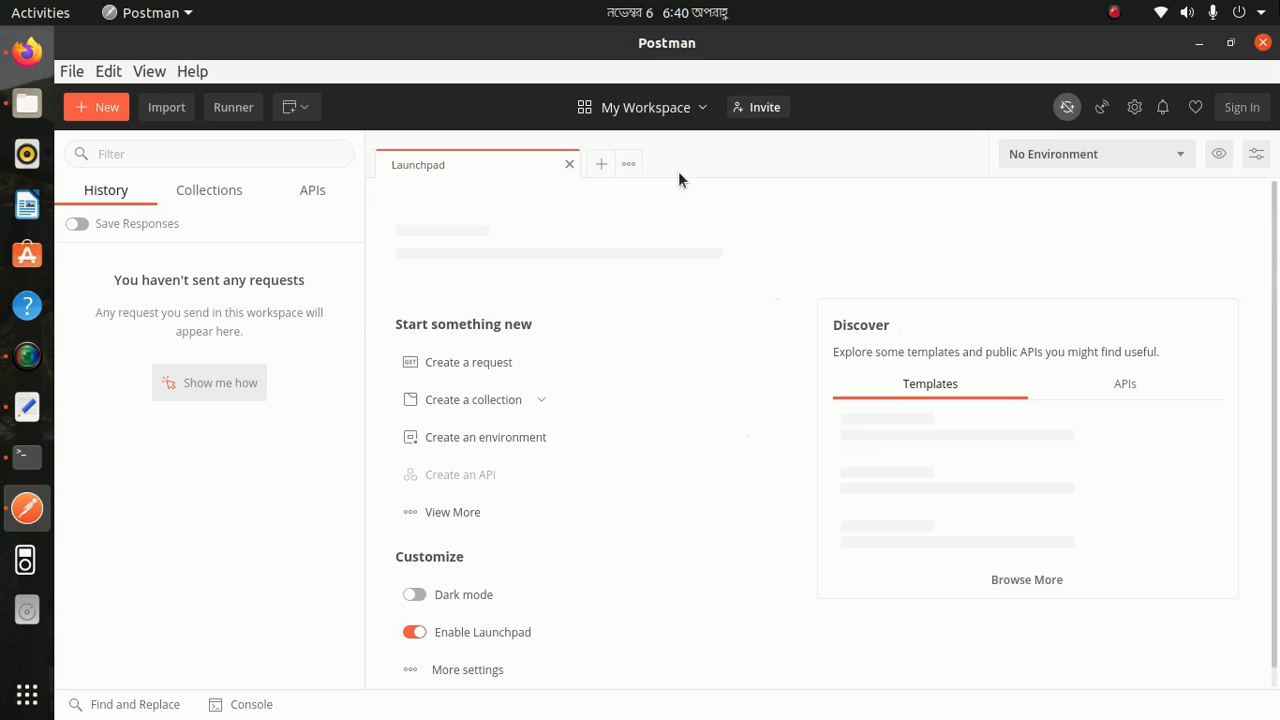 Activities
Postman
নভেম্বর 6 6:40 অপরাহ্ণ
Postman
File Edit View Help
New
Import
Runner
My Workspace
Invite
Sign In
Filter
Launchpad
No Environment
History
Collections
APIs
Save Responses
You haven't sent any requests
Any request you send in this workspace will
appear here.
Show me how
Start something new
GET Create a request
Create a collection
Create an environment
Create an API
View More
Customize
Dark mode
Enable Launchpad
More settings
Discover
Explore some templates and public APIs you might find useful.
Templates
APIs
Browse More
Find and Replace
Console